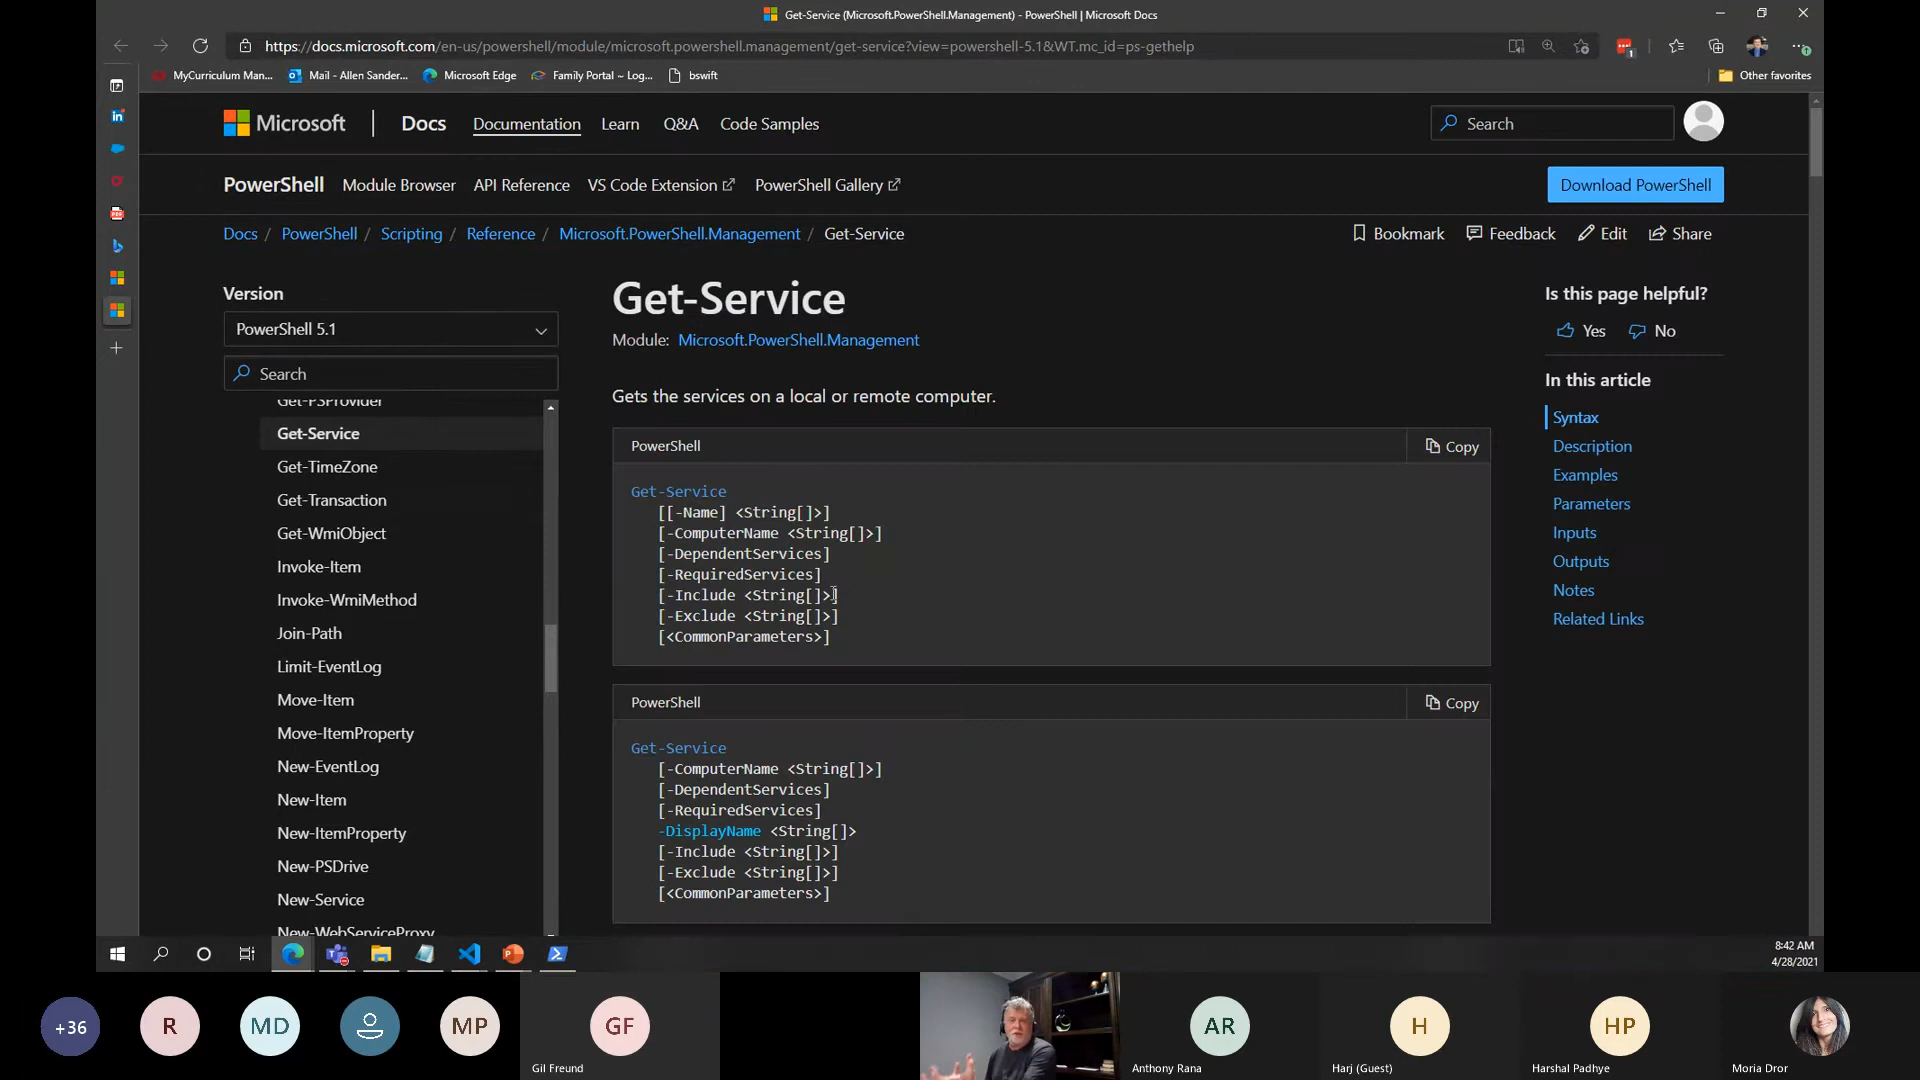 Get-Service (Microsoft.PowerShell.Management) - PowerShell | Microsoft Docs
https://docs.microsoft.com/en-us/powershell/module/microsoft.powershell.management/get-service?view=powershell-5.1&WT.mc_id=ps-gethelp
MyCurriculum Man... Mail - Allen Sander... Microsoft Edge Family Portal ~ Log... bswift Other favorites
Microsoft Docs Documentation Learn Q&A Code Samples Search
PowerShell Module Browser API Reference VS Code Extension PowerShell Gallery Download PowerShell
Docs / PowerShell / Scripting / Reference / Microsoft.PowerShell.Management / Get-Service Bookmark Feedback Edit Share
Version
PowerShell 5.1
Search
Get-PSProvider
Get-Service
Get-TimeZone
Get-Transaction
Get-WmiObject
Invoke-Item
Invoke-WmiMethod
Join-Path
Limit-EventLog
Move-Item
Move-ItemProperty
New-EventLog
New-Item
New-ItemProperty
New-PSDrive
New-Service
New-WebServiceProxy
Get-Service
Module: Microsoft.PowerShell.Management
Gets the services on a local or remote computer.
PowerShell Copy
Get-Service
[[-Name] <String[]>]
[-ComputerName <String[]>]
[-DependentServices]
[-RequiredServices]
[-Include <String[]>]
[-Exclude <String[]>]
[<CommonParameters>]
PowerShell Copy
Get-Service
[-ComputerName <String[]>]
[-DependentServices]
[-RequiredServices]
-DisplayName <String[]>
[-Include <String[]>]
[-Exclude <String[]>]
[<CommonParameters>]
Is this page helpful?
Yes No
In this article
Syntax
Description
Examples
Parameters
Inputs
Outputs
Notes
Related Links
8:42 AM
4/28/2021
+36 R MD MP GF AR H HP
Gil Freund Anthony Rana Harj (Guest) Harshal Padhye Moria Dror